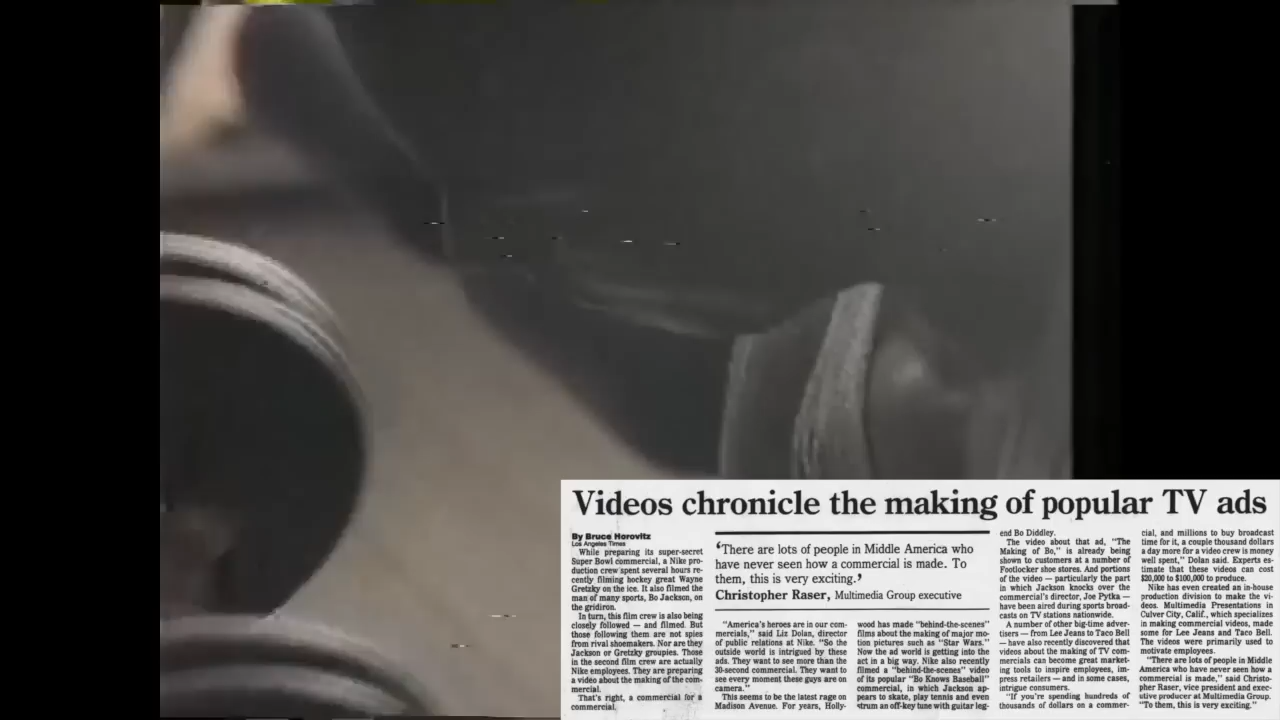 Videos chronicle the making of popular TV ads
By Bruce Horovitz
Los Angeles Times
While preparing its super-secret
Super Bowl commercial, a Nike pro-
duction crew spent several hours re-
cently filming hockey great Wayne
Gretzky on the ice. It also filmed the
man of many sports, Bo Jackson, on
the gridiron.
In turn, this film crew is also being
closely followed — and filmed. But
those following them are not spies
from rival shoemakers. Nor are they
Jackson or Gretzky groupies. Those
in the second film crew are actually
Nike employees. They are preparing
a video about the making of the com-
mercial.
That's right, a commercial for a
commercial.
‘There are lots of people in Middle America who
have never seen how a commercial is made. To
them, this is very exciting.’
Christopher Raser, Multimedia Group executive
"America's heroes are in our com-
mercials," said Liz Dolan, director
of public relations at Nike. "So the
outside world is intrigued by these
ads. They want to see more than the
30-second commercial. They want to
see every moment these guys are on
camera."
This seems to be the latest rage on
Madison Avenue. For years, Holly-
wood has made "behind-the-scenes"
films about the making of major mo-
tion pictures such as "Star Wars."
Now the ad world is getting into the
act in a big way. Nike also recently
filmed a "behind-the-scenes" video
of its popular "Bo Knows Baseball"
commercial, in which Jackson ap-
pears to skate, play tennis and even
strum an off-key tune with guitar leg-
end Bo Diddley.
The video about that ad, "The
Making of Bo," is already being
shown to customers at a number of
Footlocker shoe stores. And portions
of the video — particularly the part
in which Jackson knocks over the
commercial's director, Joe Pytka —
have been aired during sports broad-
casts on TV stations nationwide.
A number of other big-time adver-
tisers — from Lee Jeans to Taco Bell
— have also recently discovered that
videos about the making of TV com-
mercials can become great market-
ing tools to inspire employees, im-
press retailers — and in some cases,
intrigue consumers.
"If you're spending hundreds of
thousands of dollars on a commer-
cial, and millions to buy broadcast
time for it, a couple thousand dollars
a day more for a video crew is money
well spent," Dolan said. Experts es-
timate that these videos can cost
$20,000 to $100,000 to produce.
Nike has even created an in-house
production division to make the vi-
deos. Multimedia Presentations in
Culver City, Calif., which specializes
in making commercial videos, made
some for Lee Jeans and Taco Bell.
The videos were primarily used to
motivate employees.
"There are lots of people in Middle
America who have never seen how a
commercial is made," said Christo-
pher Raser, vice president and exec-
utive producer at Multimedia Group.
"To them, this is very exciting."